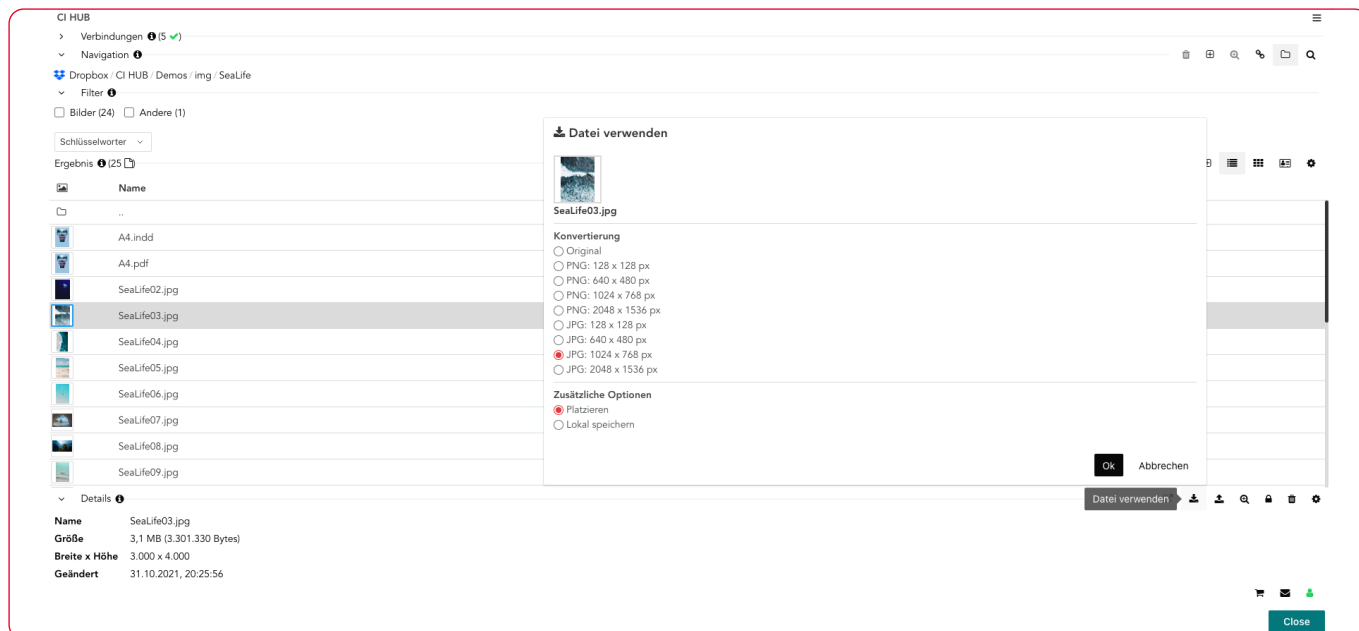 CI HUB
Verbindungen (5 ✔)
Navigation
Dropbox / CI HUB / Demos / img / SeaLife
Filter
Bilder (24) Andere (1)
Schlüsselworter
Ergebnis (25)
Name
..
A4.indd
A4.pdf
SeaLife02.jpg
SeaLife03.jpg
SeaLife04.jpg
SeaLife05.jpg
SeaLife06.jpg
SeaLife07.jpg
SeaLife08.jpg
SeaLife09.jpg
Datei verwenden
SeaLife03.jpg
Konvertierung
Original
PNG: 128 x 128 px
PNG: 640 x 480 px
PNG: 1024 x 768 px
PNG: 2048 x 1536 px
JPG: 128 x 128 px
JPG: 640 x 480 px
JPG: 1024 x 768 px
JPG: 2048 x 1536 px
Zusätzliche Optionen
Platzieren
Lokal speichern
Ok Abbrechen
Details
Datei verwenden
Name SeaLife03.jpg
Größe 3,1 MB (3.301.330 Bytes)
Breite x Höhe 3.000 x 4.000
Geändert 31.10.2021, 20:25:56
Close